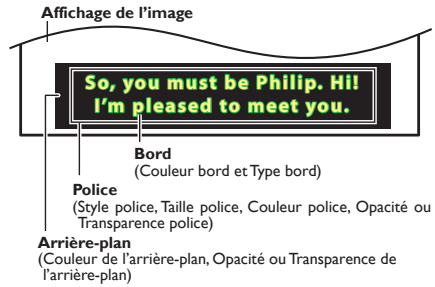 Affichage de l'image
So, you must be Philip. Hi!
I'm pleased to meet you.
Bord
(Couleur bord et Type bord)
Police
(Style police, Taille police, Couleur police, Opacité ou
Transparence police)
Arrière-plan
(Couleur de l'arrière-plan, Opacité ou Transparence de
l'arrière-plan)